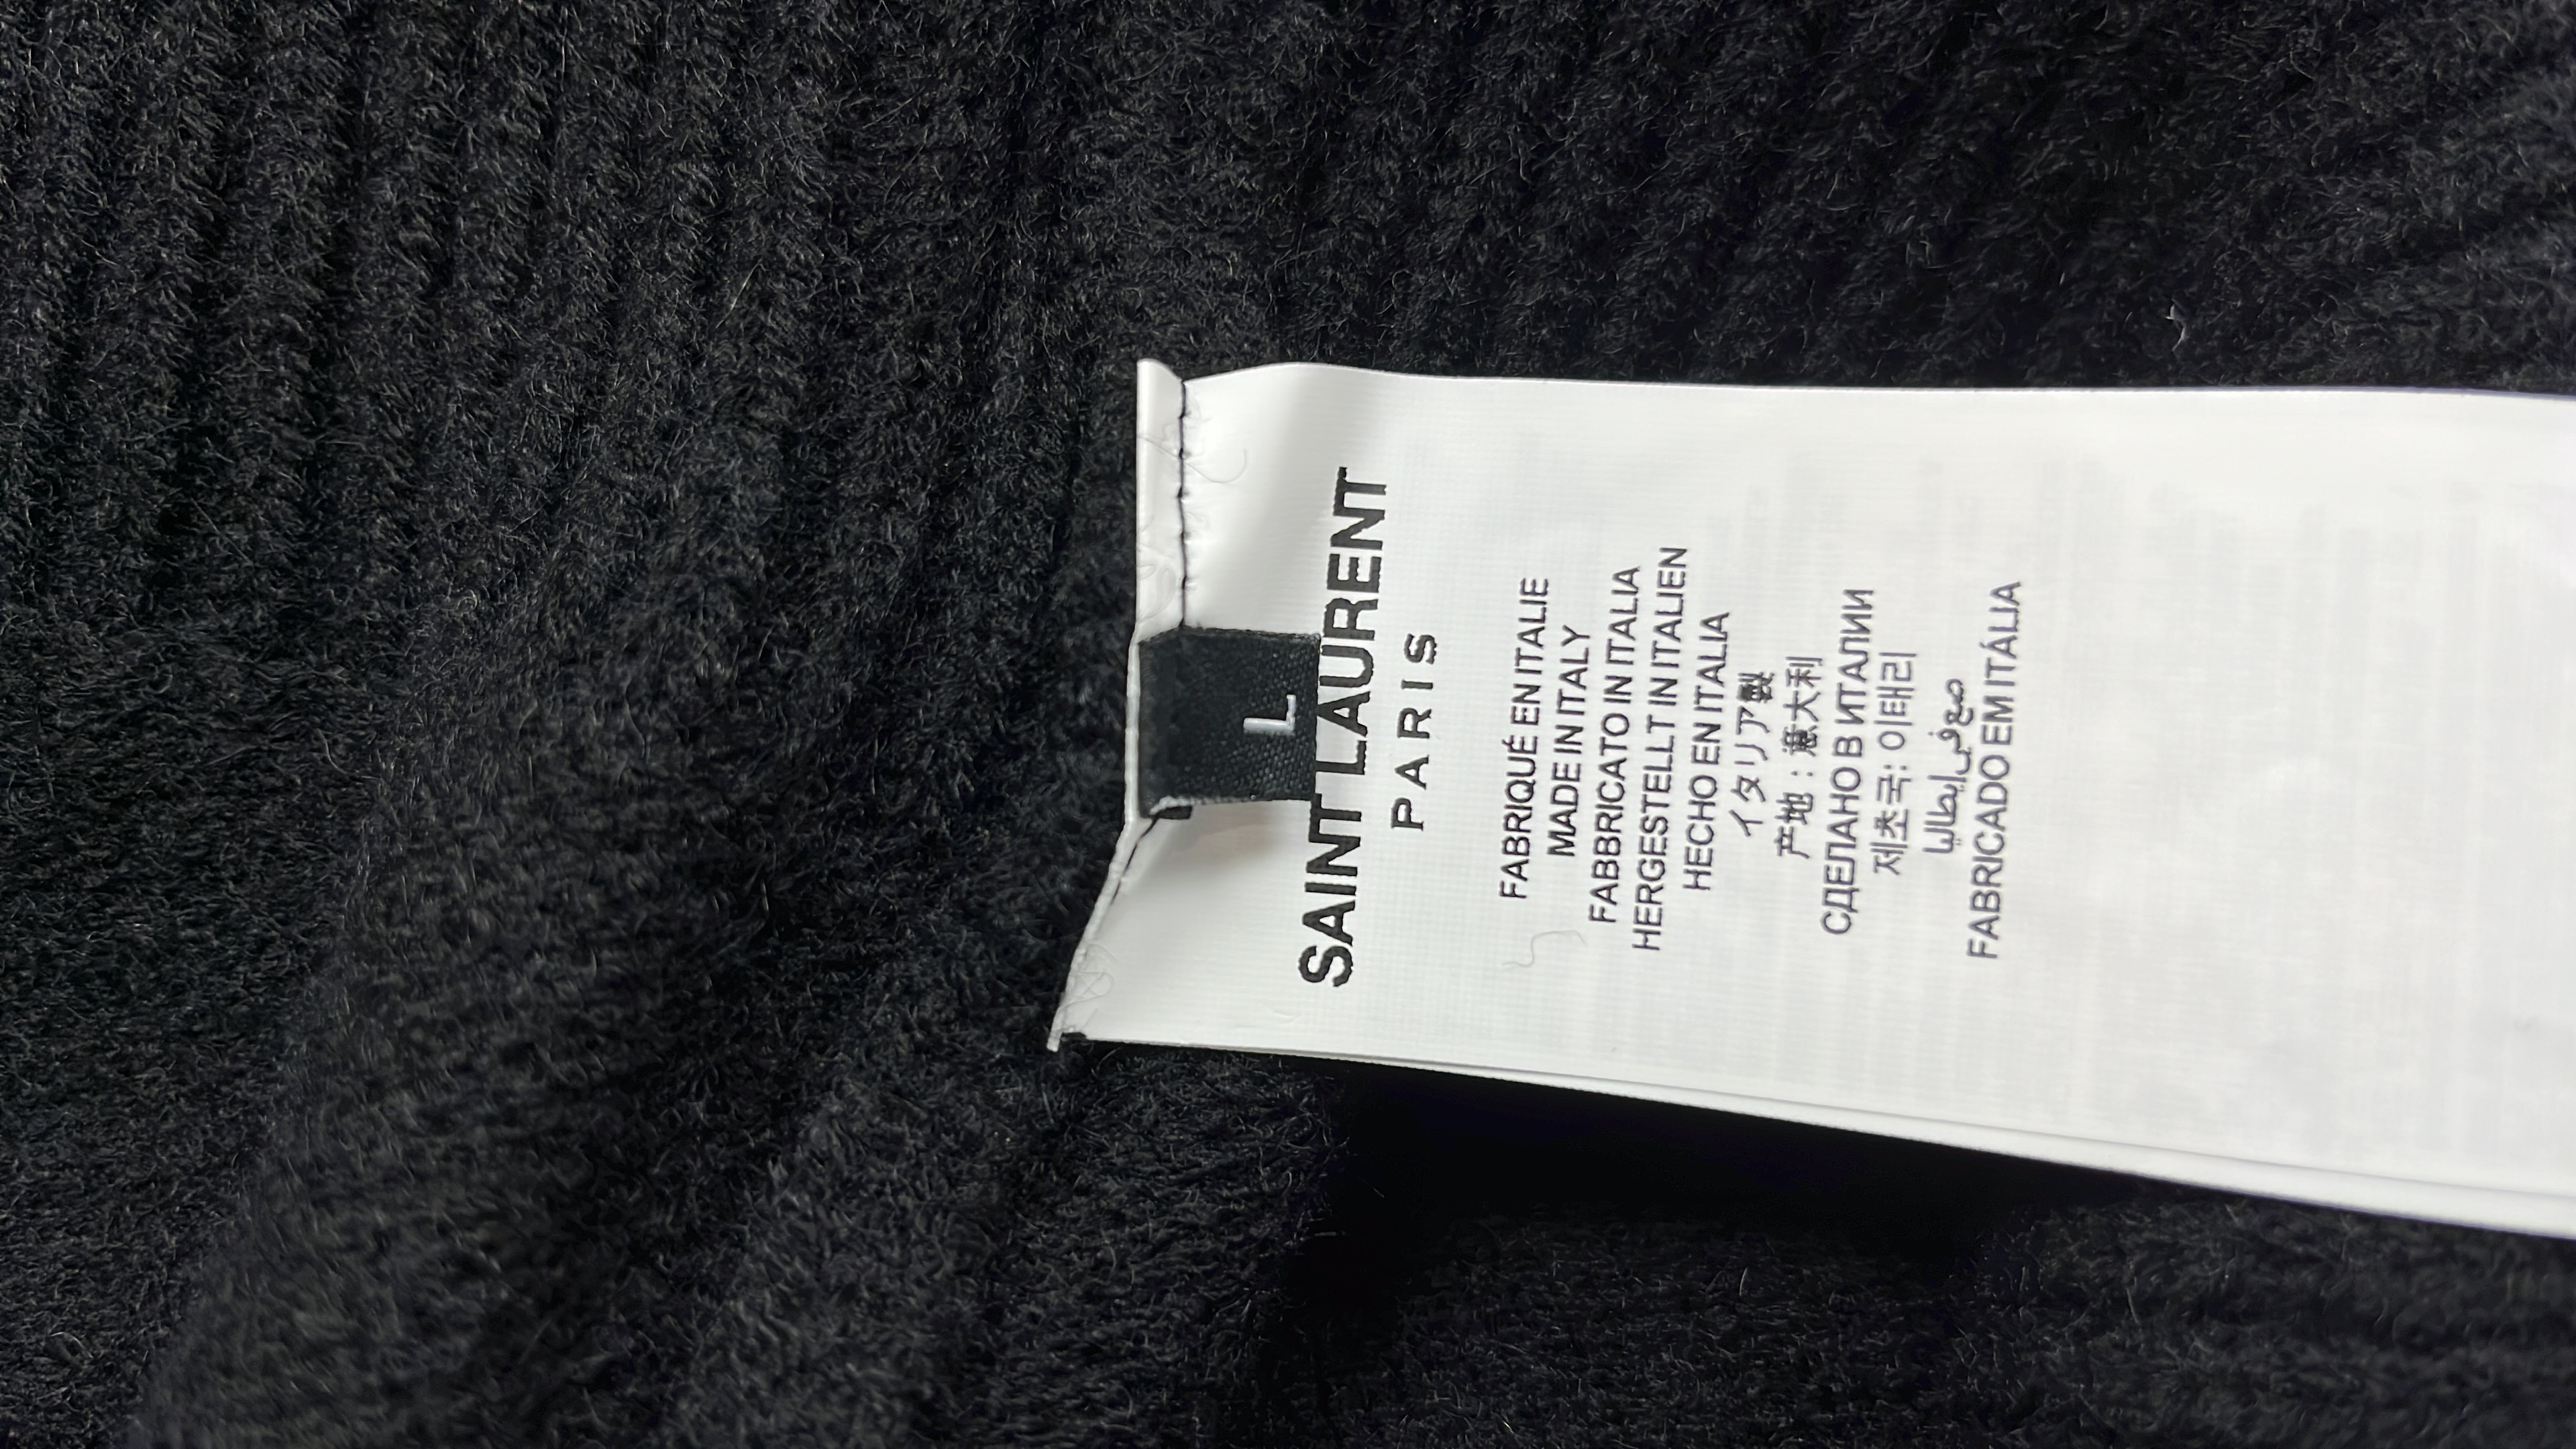 L
SAINT LAURENT
PARIS
FABRIQUÉ EN ITALIE
MADE IN ITALY
FABBRICATO IN ITALIA
HERGESTELLT IN ITALIEN
HECHO EN ITALIA
イタリア製
产地：意大利
СДЕЛАНО В ИТАЛИИ
제조국: 이태리
صنع في إيطاليا
FABRICADO EM ITÁLIA